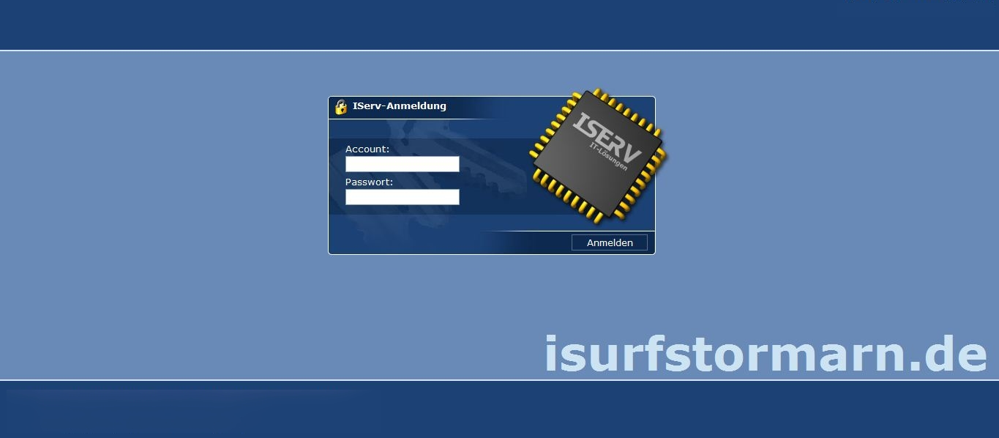 IServ-Anmeldung
ISERV
IT-Lösungen
Account:
Passwort:
Anmelden
isurfstormarn.de